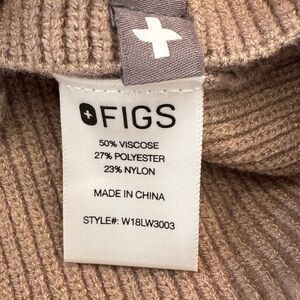 FIGS
50% VISCOSE
27% POLYESTER
23% NYLON
MADE IN CHINA
STYLE#: W18LW3003